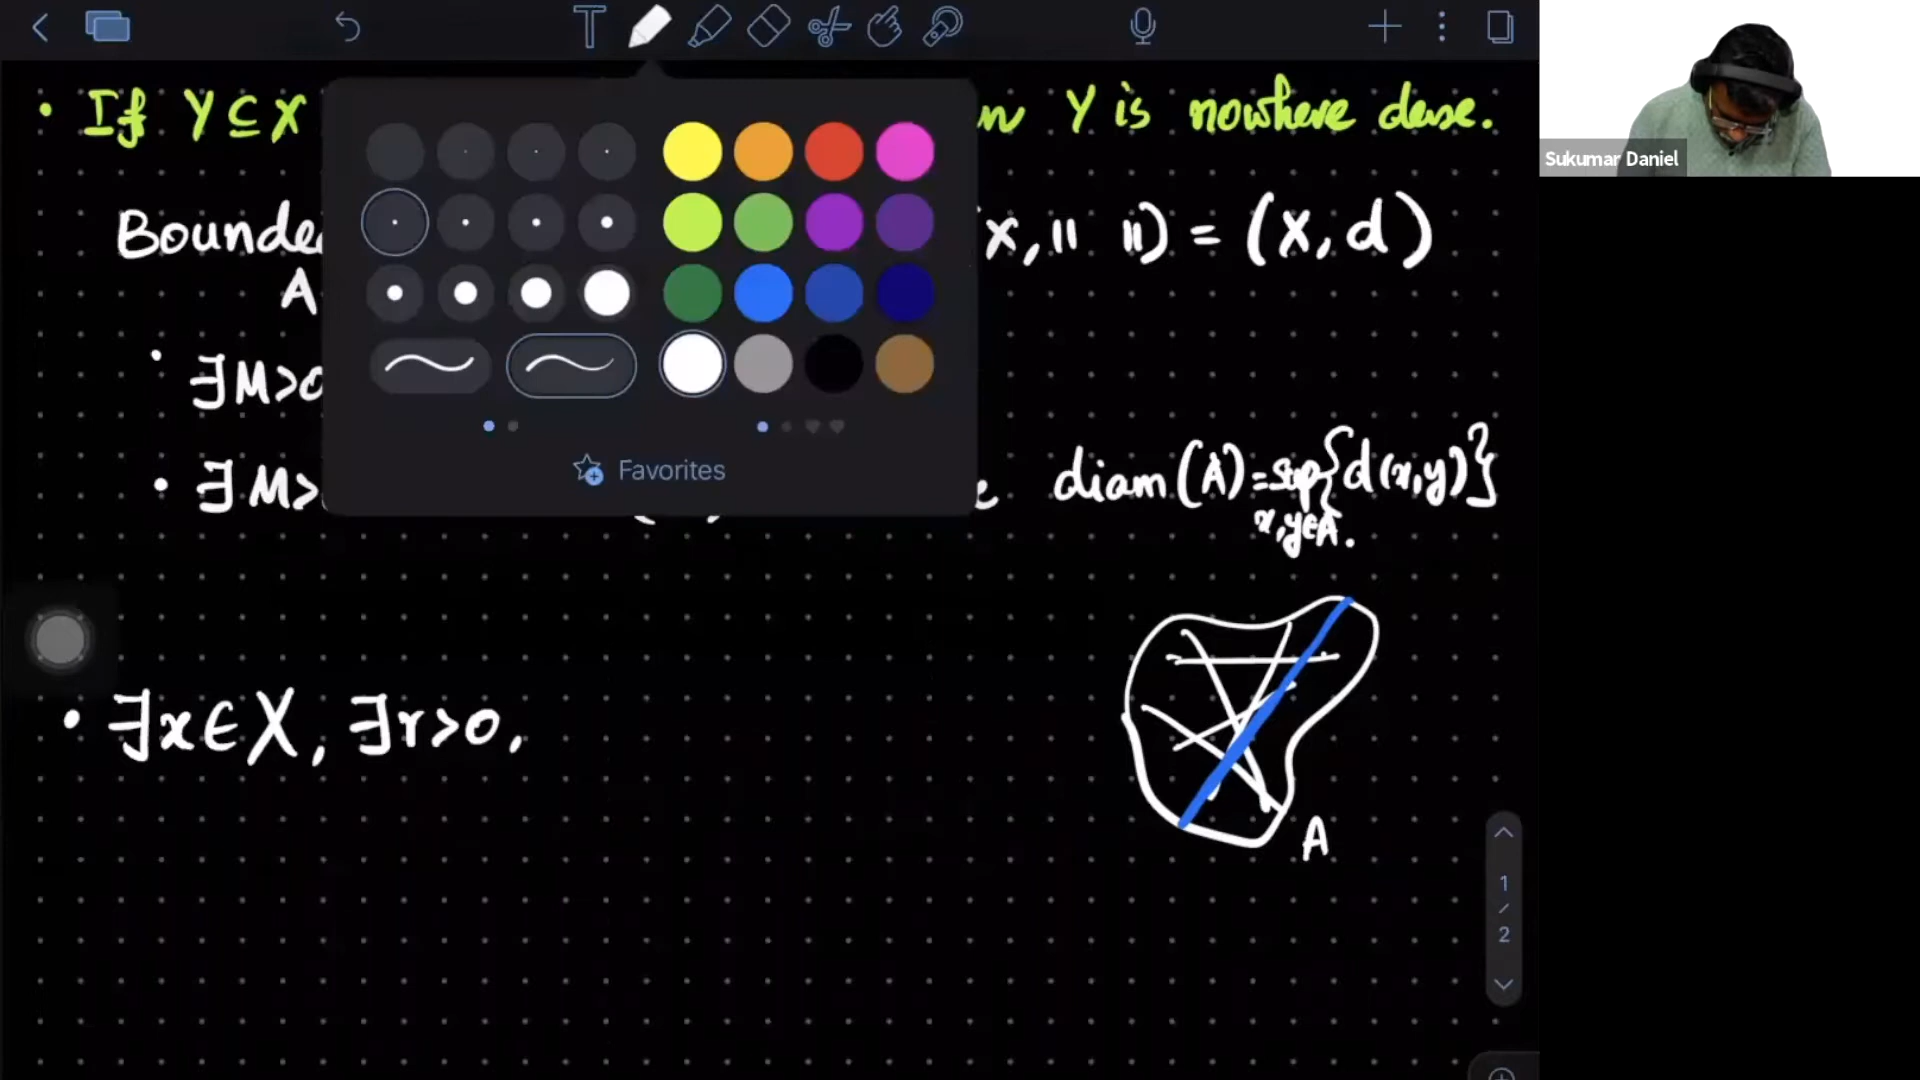 • If Y ⊆ X Y is nowhere dense.
Bounde (X, || ||) = (X, d)
A
• ∃M>0
• ∃M> diam(A) = sup{d(x,y)}
x,y∈A.
• ∃x∈X, ∃r>0,
A
Favorites
1
/
2
Sukumar Daniel